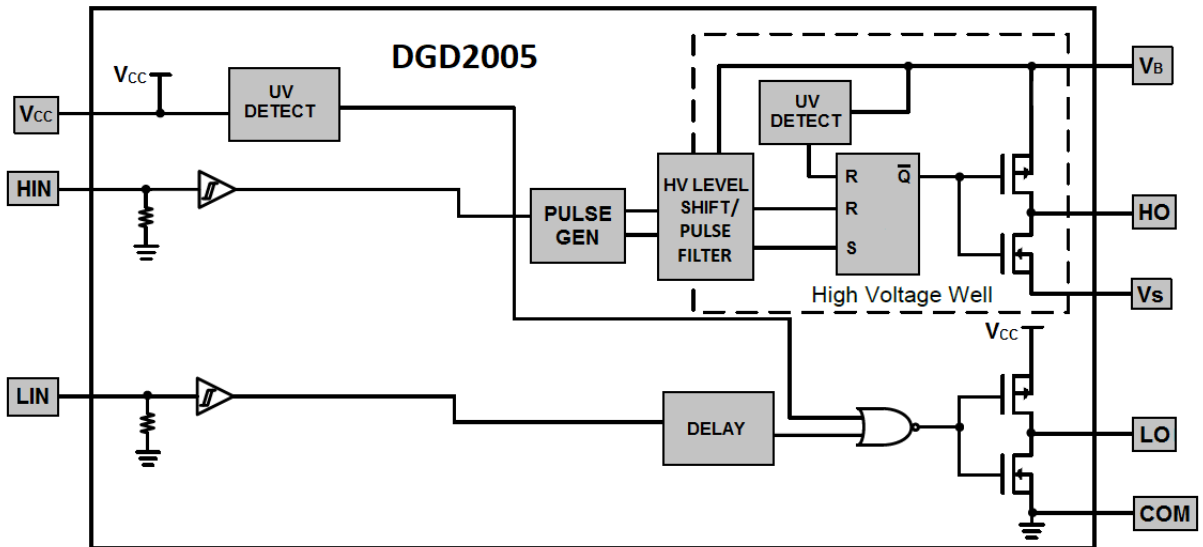 DGD2005
VCC
VCC
UV
DETECT
VB
UV
DETECT
HIN
HV LEVEL
SHIFT/
PULSE
FILTER
R
Q̅
R
S
PULSE
GEN
HO
High Voltage Well
Vs
VCC
LIN
DELAY
LO
COM